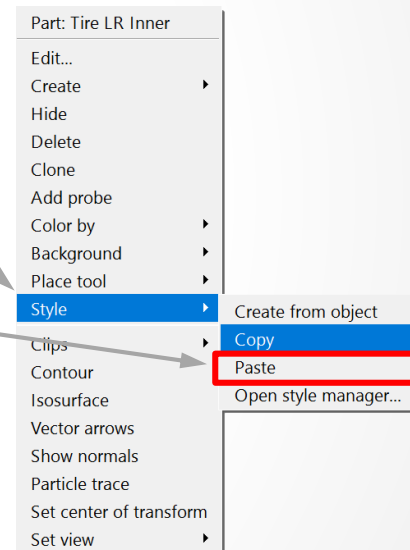 Part: Tire LR Inner
Edit...
Create
Hide
Delete
Clone
Add probe
Color by
Background
Place tool
Style
Clips
Contour
Isosurface
Vector arrows
Show normals
Particle trace
Set center of transform
Set view
Create from object
Copy
Paste
Open style manager...